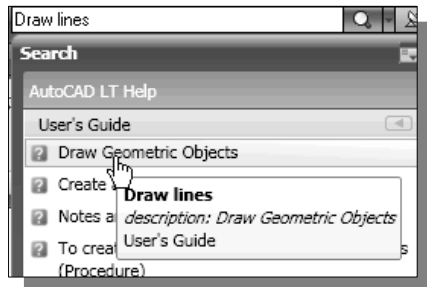 Draw lines
Search
AutoCAD LT Help
User's Guide
Draw Geometric Objects
Create
Draw lines
description: Draw Geometric Objects
User's Guide
Notes
To crea
s
(Procedure)